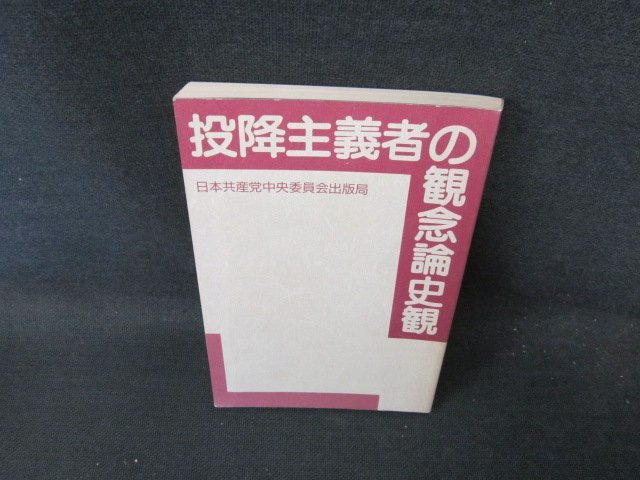 投降主義者の
観念論史観
日本共産党中央委員会出版局